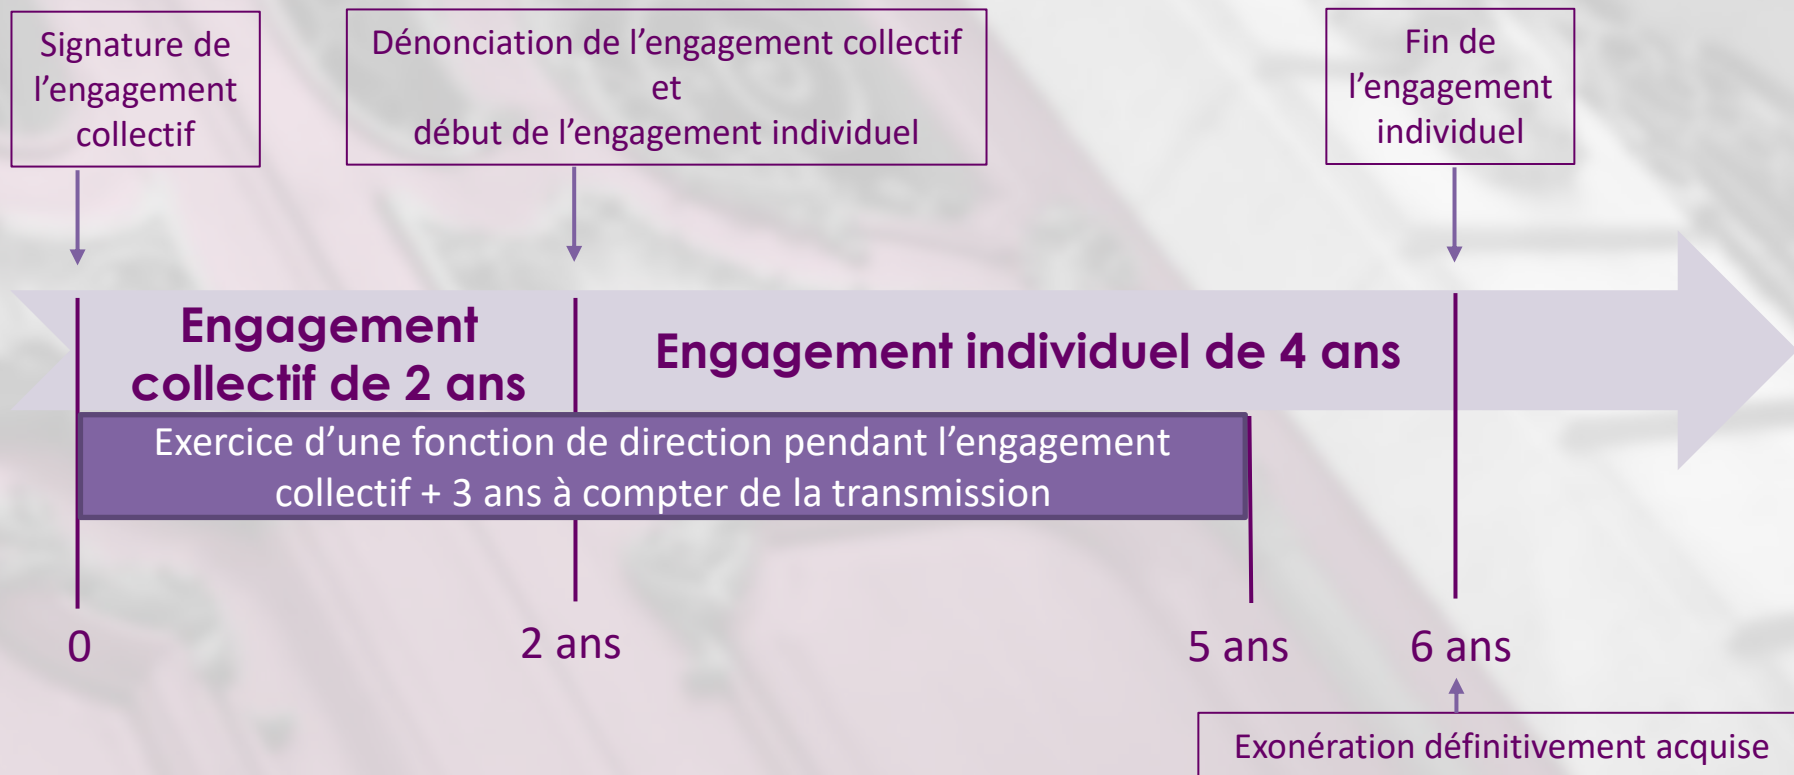 Signature de
l’engagement
collectif
Dénonciation de l’engagement collectif
et
début de l’engagement individuel
Fin de
l’engagement
individuel
Engagement
collectif de 2 ans
Engagement individuel de 4 ans
Exercice d’une fonction de direction pendant l’engagement
collectif + 3 ans à compter de la transmission
0
2 ans
5 ans
6 ans
Exonération définitivement acquise